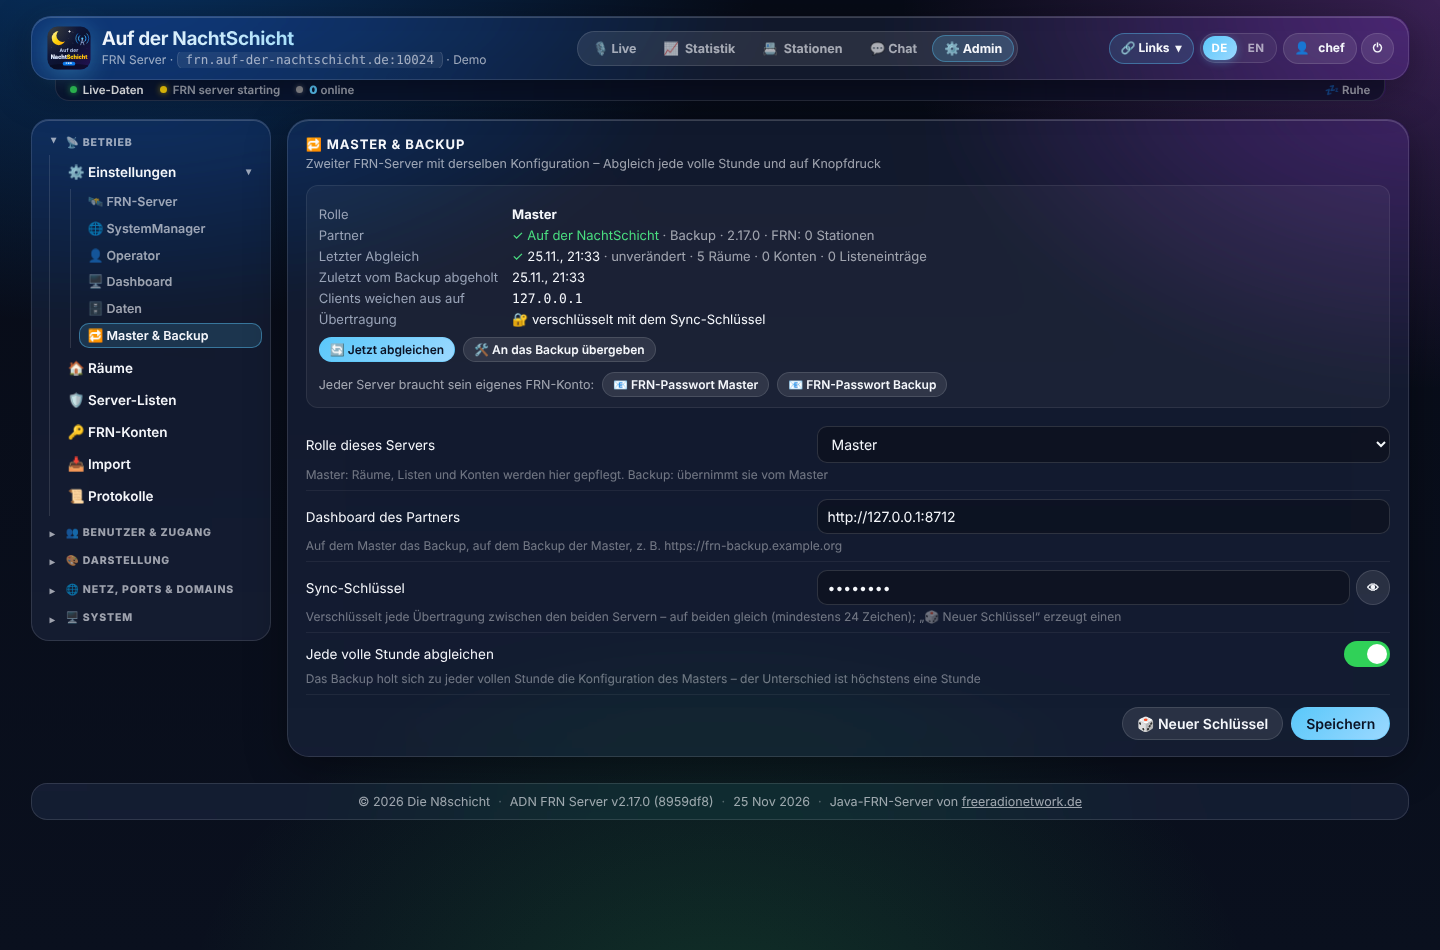 Auf der NachtSchicht
FRN Server · frn.auf-der-nachtschicht.de:10024 · Demo
Auf der
NachtSchicht
🎙️ Live
📈 Statistik
📇 Stationen
💬 Chat
⚙️ Admin
🔗 Links ▼
DE EN
👤 chef
Live-Daten FRN server starting 0 online
💤 Ruhe
▼ 📡 BETRIEB
⚙️ Einstellungen ▼
🛰️ FRN-Server
🌐 SystemManager
👤 Operator
🖥️ Dashboard
🗄️ Daten
🔁 Master & Backup
🏠 Räume
🛡️ Server-Listen
🔑 FRN-Konten
📥 Import
📜 Protokolle
► 👥 BENUTZER & ZUGANG
► 🎨 DARSTELLUNG
► 🌐 NETZ, PORTS & DOMAINS
► 🖥️ SYSTEM
🔁 MASTER & BACKUP
Zweiter FRN-Server mit derselben Konfiguration – Abgleich jede volle Stunde und auf Knopfdruck
Rolle Master
Partner ✓ Auf der NachtSchicht · Backup · 2.17.0 · FRN: 0 Stationen
Letzter Abgleich ✓ 25.11., 21:33 · unverändert · 5 Räume · 0 Konten · 0 Listeneinträge
Zuletzt vom Backup abgeholt 25.11., 21:33
Clients weichen aus auf 127.0.0.1
Übertragung 🔐 verschlüsselt mit dem Sync-Schlüssel
🔄 Jetzt abgleichen 🛠️ An das Backup übergeben
Jeder Server braucht sein eigenes FRN-Konto: 📧 FRN-Passwort Master 📧 FRN-Passwort Backup
Rolle dieses Servers Master
Master: Räume, Listen und Konten werden hier gepflegt. Backup: übernimmt sie vom Master
Dashboard des Partners http://127.0.0.1:8712
Auf dem Master das Backup, auf dem Backup der Master, z. B. https://frn-backup.example.org
Sync-Schlüssel ••••••••
Verschlüsselt jede Übertragung zwischen den beiden Servern – auf beiden gleich (mindestens 24 Zeichen); „🎲 Neuer Schlüssel“ erzeugt einen
Jede volle Stunde abgleichen
Das Backup holt sich zu jeder vollen Stunde die Konfiguration des Masters – der Unterschied ist höchstens eine Stunde
🎲 Neuer Schlüssel Speichern
© 2026 Die N8schicht · ADN FRN Server v2.17.0 (8959df8) · 25 Nov 2026 · Java-FRN-Server von freeradionetwork.de